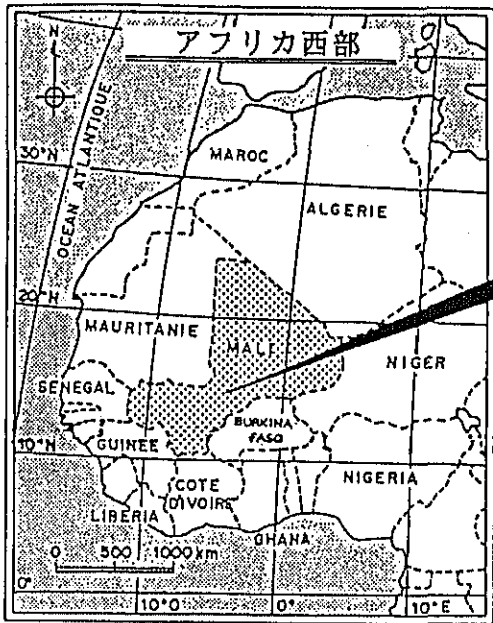 アフリカ西部
N
OCEAN ATLANTIQUE
MAROC
30°N
ALGERIE
20°N
MAURITANIE
MALI
NIGER
SENEGAL
BURKINA
FASO
10°N
GUINEE
NIGERIA
COTE
D'IVOIRE
LIBERIA
GHANA
0 500 1000km
0°
10°O
0°
10°E